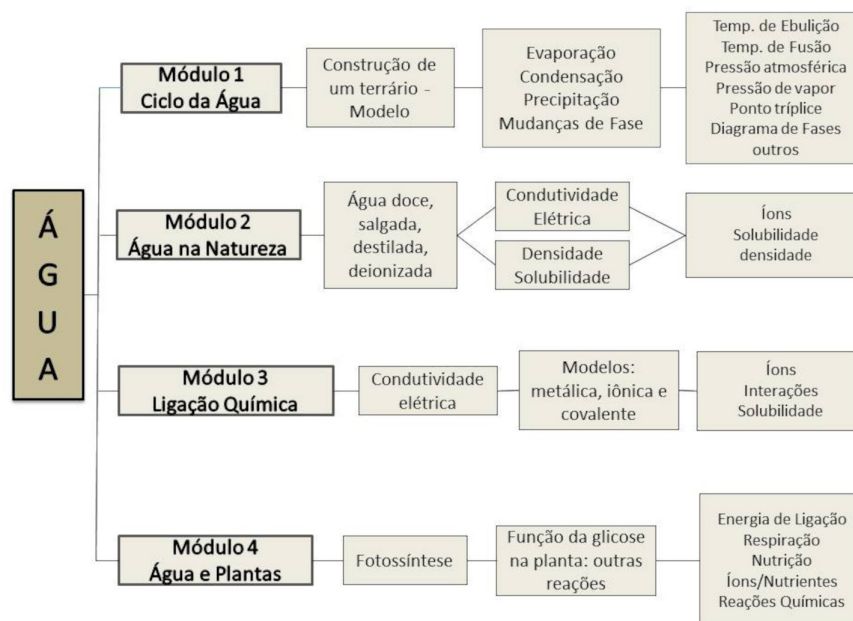 Á
G
U
A
Módulo 1
Ciclo da Água
Construção de
um terrário -
Modelo
Evaporação
Condensação
Precipitação
Mudanças de Fase
Temp. de Ebulição
Temp. de Fusão
Pressão atmosférica
Pressão de vapor
Ponto tríplice
Diagrama de Fases
outros
Módulo 2
Água na Natureza
Água doce,
salgada,
destilada,
deionizada
Condutividade
Elétrica
Densidade
Solubilidade
Íons
Solubilidade
densidade
Módulo 3
Ligação Química
Condutividade
elétrica
Modelos:
metálica, iônica e
covalente
Íons
Interações
Solubilidade
Módulo 4
Água e Plantas
Fotossíntese
Função da glicose
na planta: outras
reações
Energia de Ligação
Respiração
Nutrição
Íons/Nutrientes
Reações Químicas